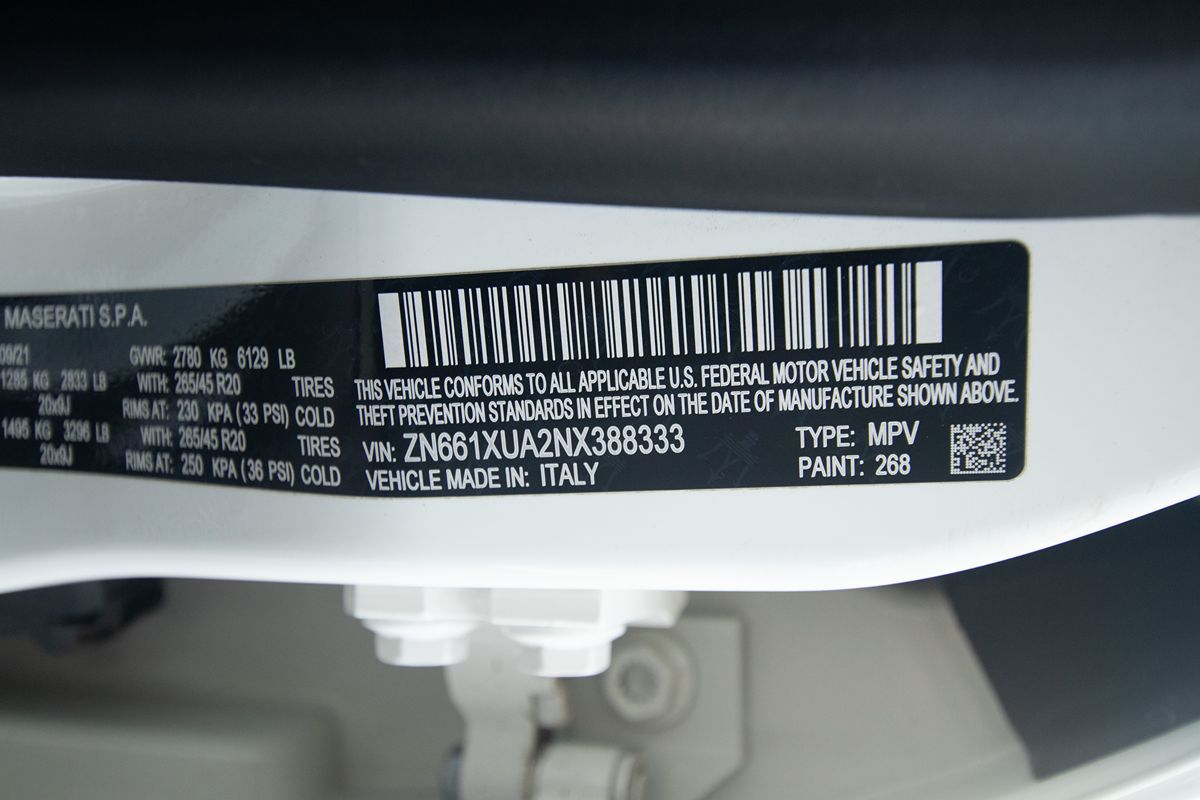 MASERATI S.P.A.
09/21 GVWR: 2780 KG 6129 LB
1285 KG 2833 LB WITH: 265/45 R20 TIRES
20x9J RIMS AT: 230 KPA (33 PSI) COLD
1495 KG 3296 LB WITH: 265/45 R20 TIRES
20x9J RIMS AT: 250 KPA (36 PSI) COLD
THIS VEHICLE CONFORMS TO ALL APPLICABLE U.S. FEDERAL MOTOR VEHICLE SAFETY AND
THEFT PREVENTION STANDARDS IN EFFECT ON THE DATE OF MANUFACTURE SHOWN ABOVE.
VIN: ZN661XUA2NX388333 TYPE: MPV
VEHICLE MADE IN: ITALY PAINT: 268